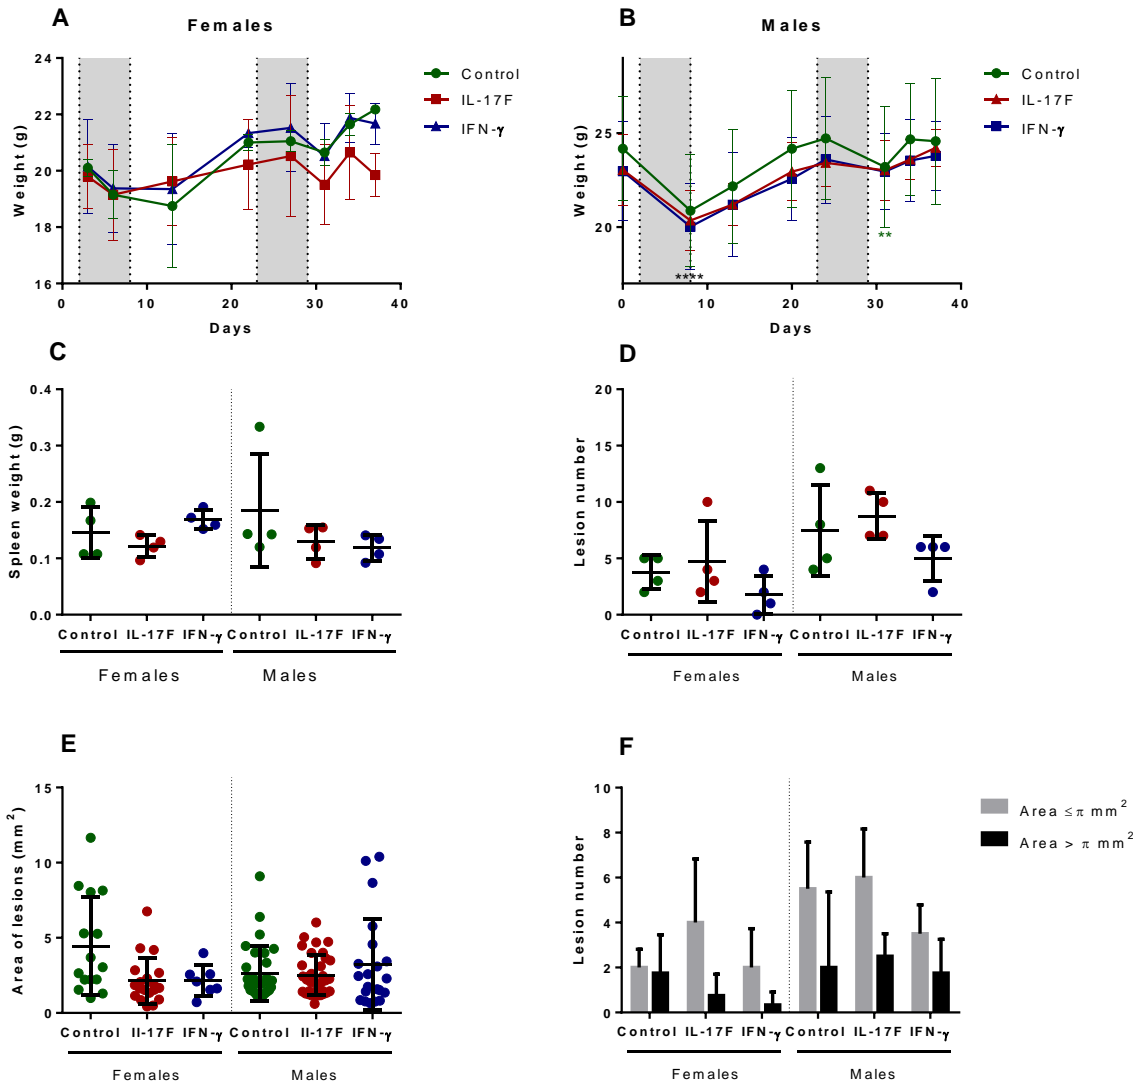 A
Females
24
22
20
18
16
Weight (g)
0 10 20 30 40
Days
Control
IL-17F
IFN-γ
B
Males
25
20
Weight (g)
****
**
0 10 20 30 40
Days
Control
IL-17F
IFN-γ
C
0.4
0.3
0.2
0.1
0.0
Spleen weight (g)
Control IL-17F IFN-γ Control IL-17F IFN-γ
Females Males
D
20
15
10
5
0
Lesion number
Control IL-17F IFN-γ Control IL-17F IFN-γ
Females Males
E
15
10
5
0
Area of lesions (mm²)
Control Il-17F IFN-γ Control Il-17F IFN-γ
Females Males
F
10
8
6
4
2
0
Lesion number
Control IL-17F IFN-γ Control IL-17F IFN-γ
Females Males
Area ≤ π mm²
Area > π mm²